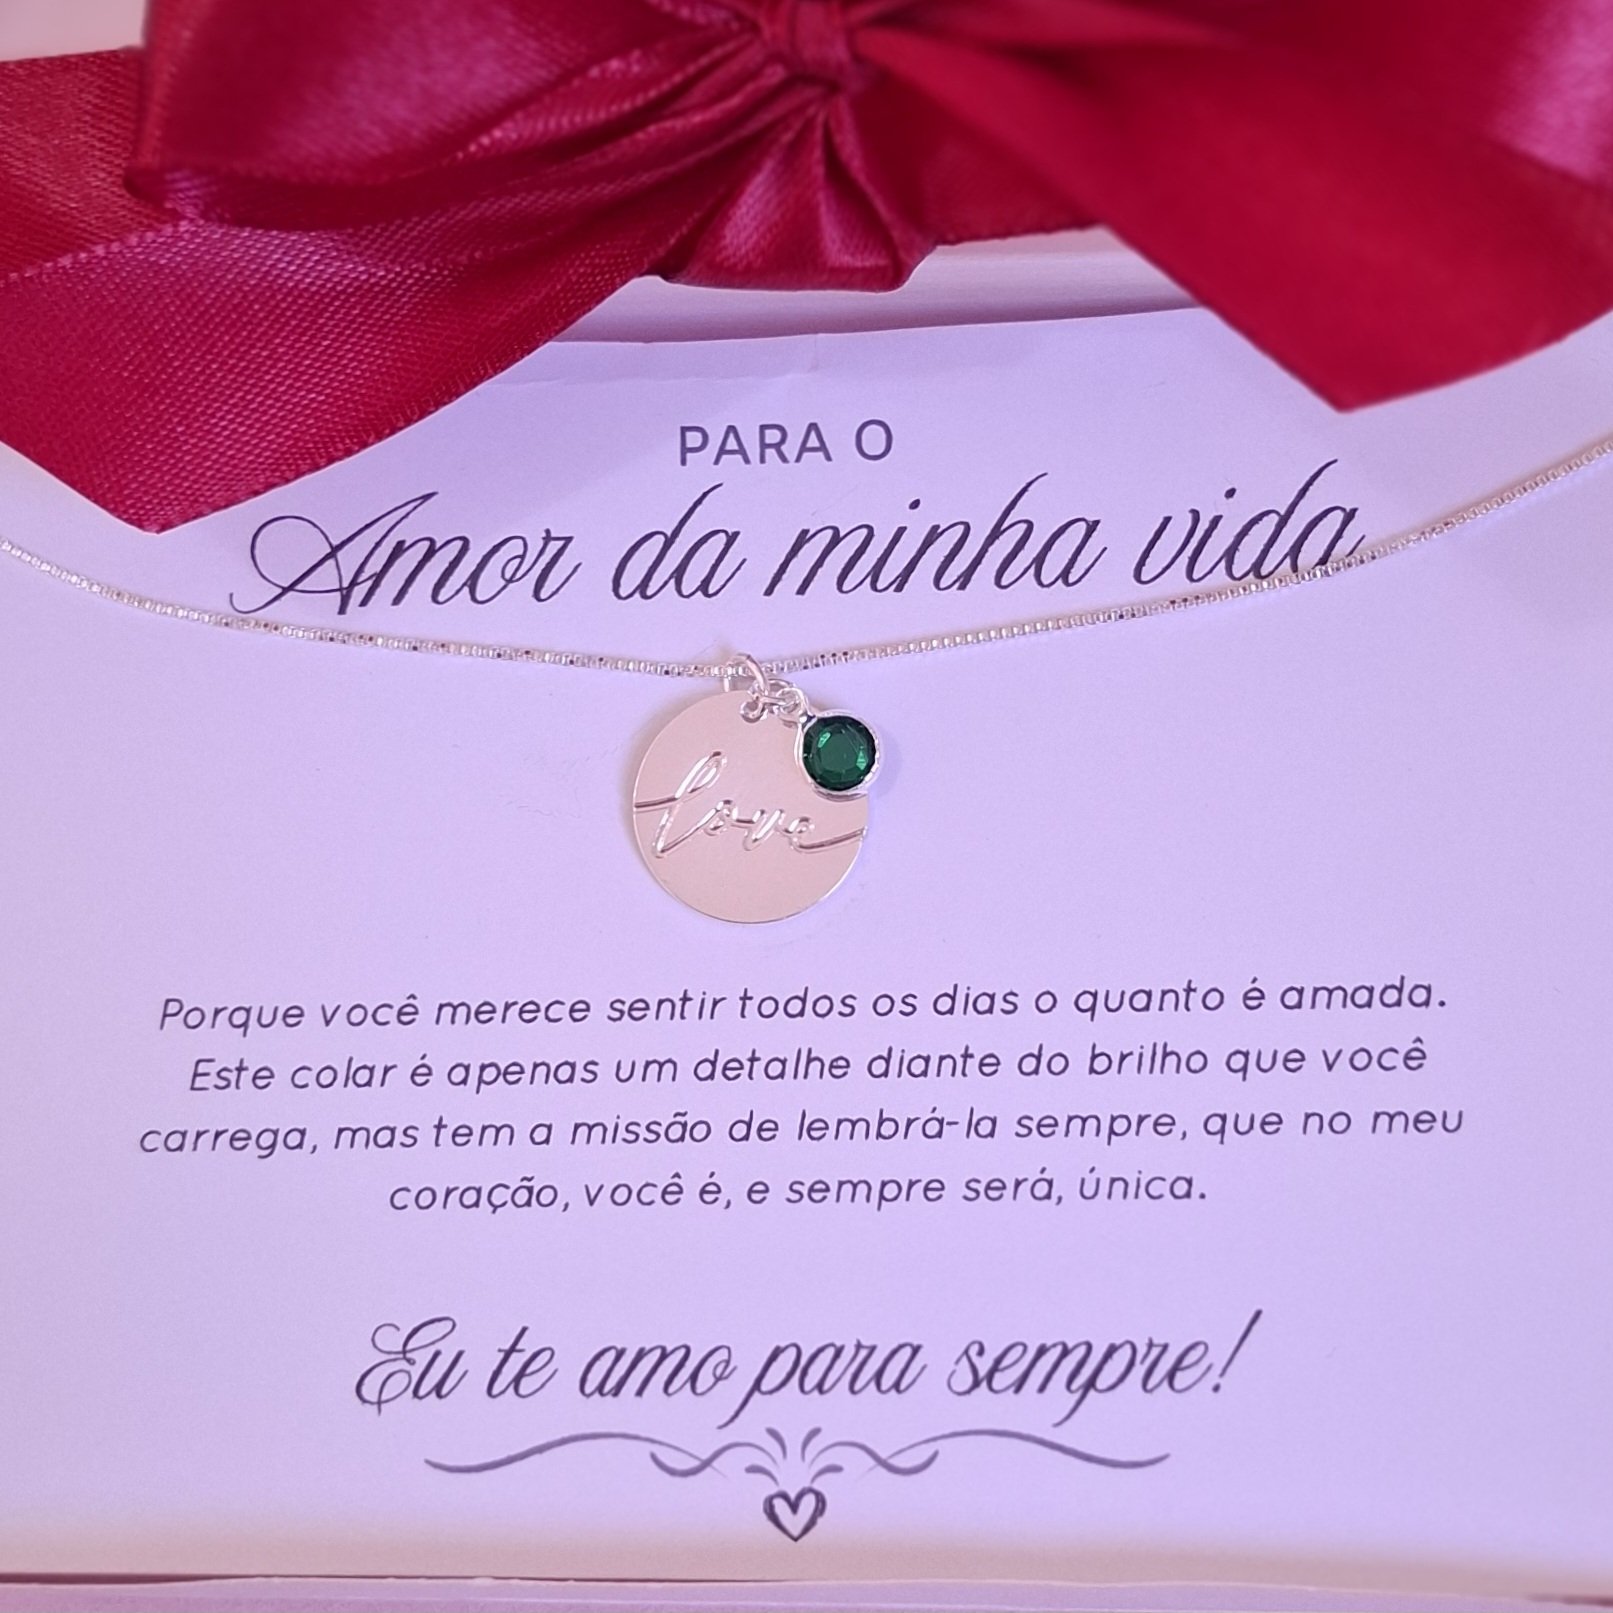 PARA O
Amor da minha vida
love
Porque você merece sentir todos os dias o quanto é amada.
Este colar é apenas um detalhe diante do brilho que você
carrega, mas tem a missão de lembrá-la sempre, que no meu
coração, você é, e sempre será, única.
Eu te amo para sempre!